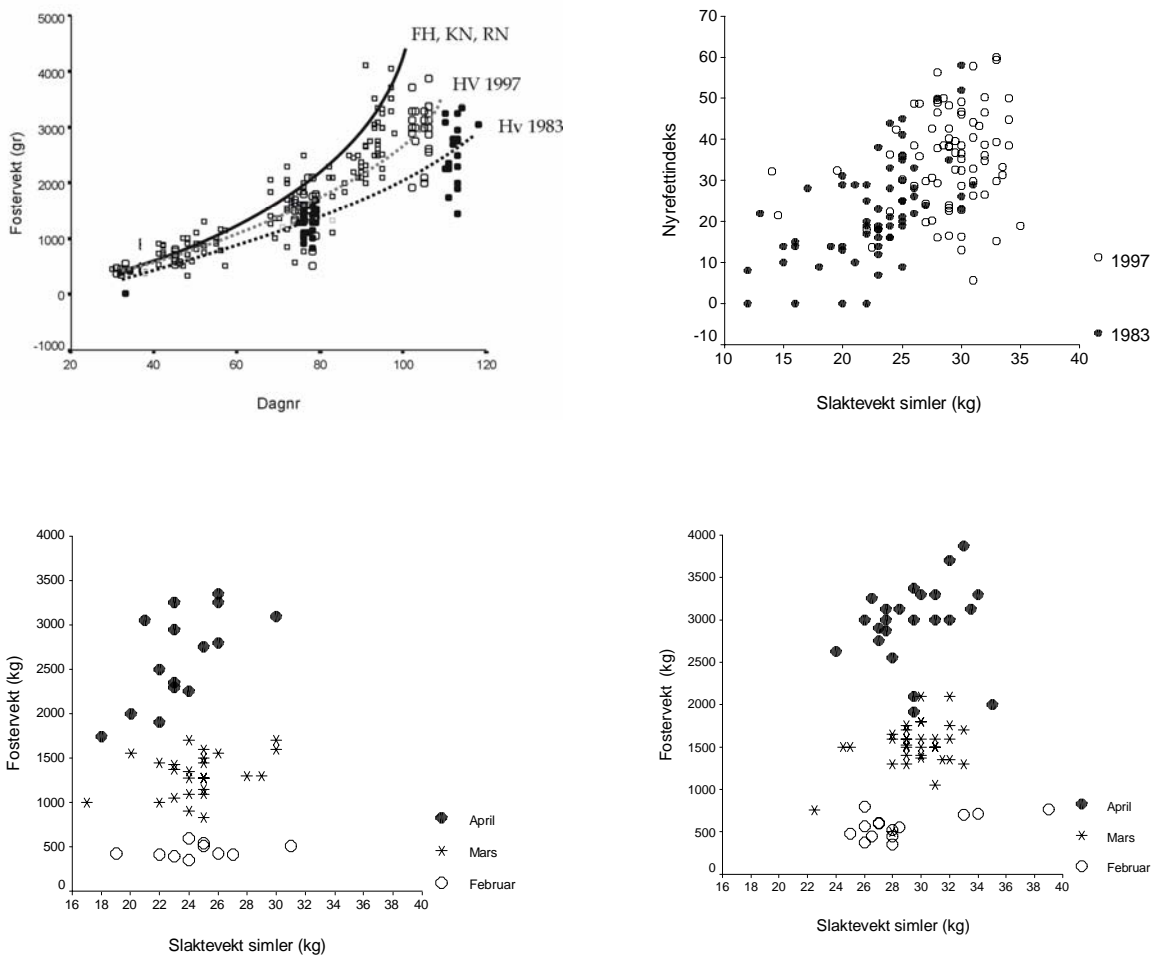 5000
4000
3000
2000
1000
0
-1000
20 40 60 80 100 120
Fostervekt (gr)
Dagnr
FH, KN, RN
HV 1997
Hv 1983
70
60
50
40
30
20
10
0
-10
10 15 20 25 30 35 40
Nyrefettindeks
Slaktevekt simler (kg)
1997
1983
4000
3500
3000
2500
2000
1500
1000
500
0
16 18 20 22 24 26 28 30 32 34 36 38 40
Fostervekt (kg)
Slaktevekt simler (kg)
April
Mars
Februar
4000
3500
3000
2500
2000
1500
1000
500
0
16 18 20 22 24 26 28 30 32 34 36 38 40
Fostervekt (kg)
Slaktevekt simler (kg)
April
Mars
Februar